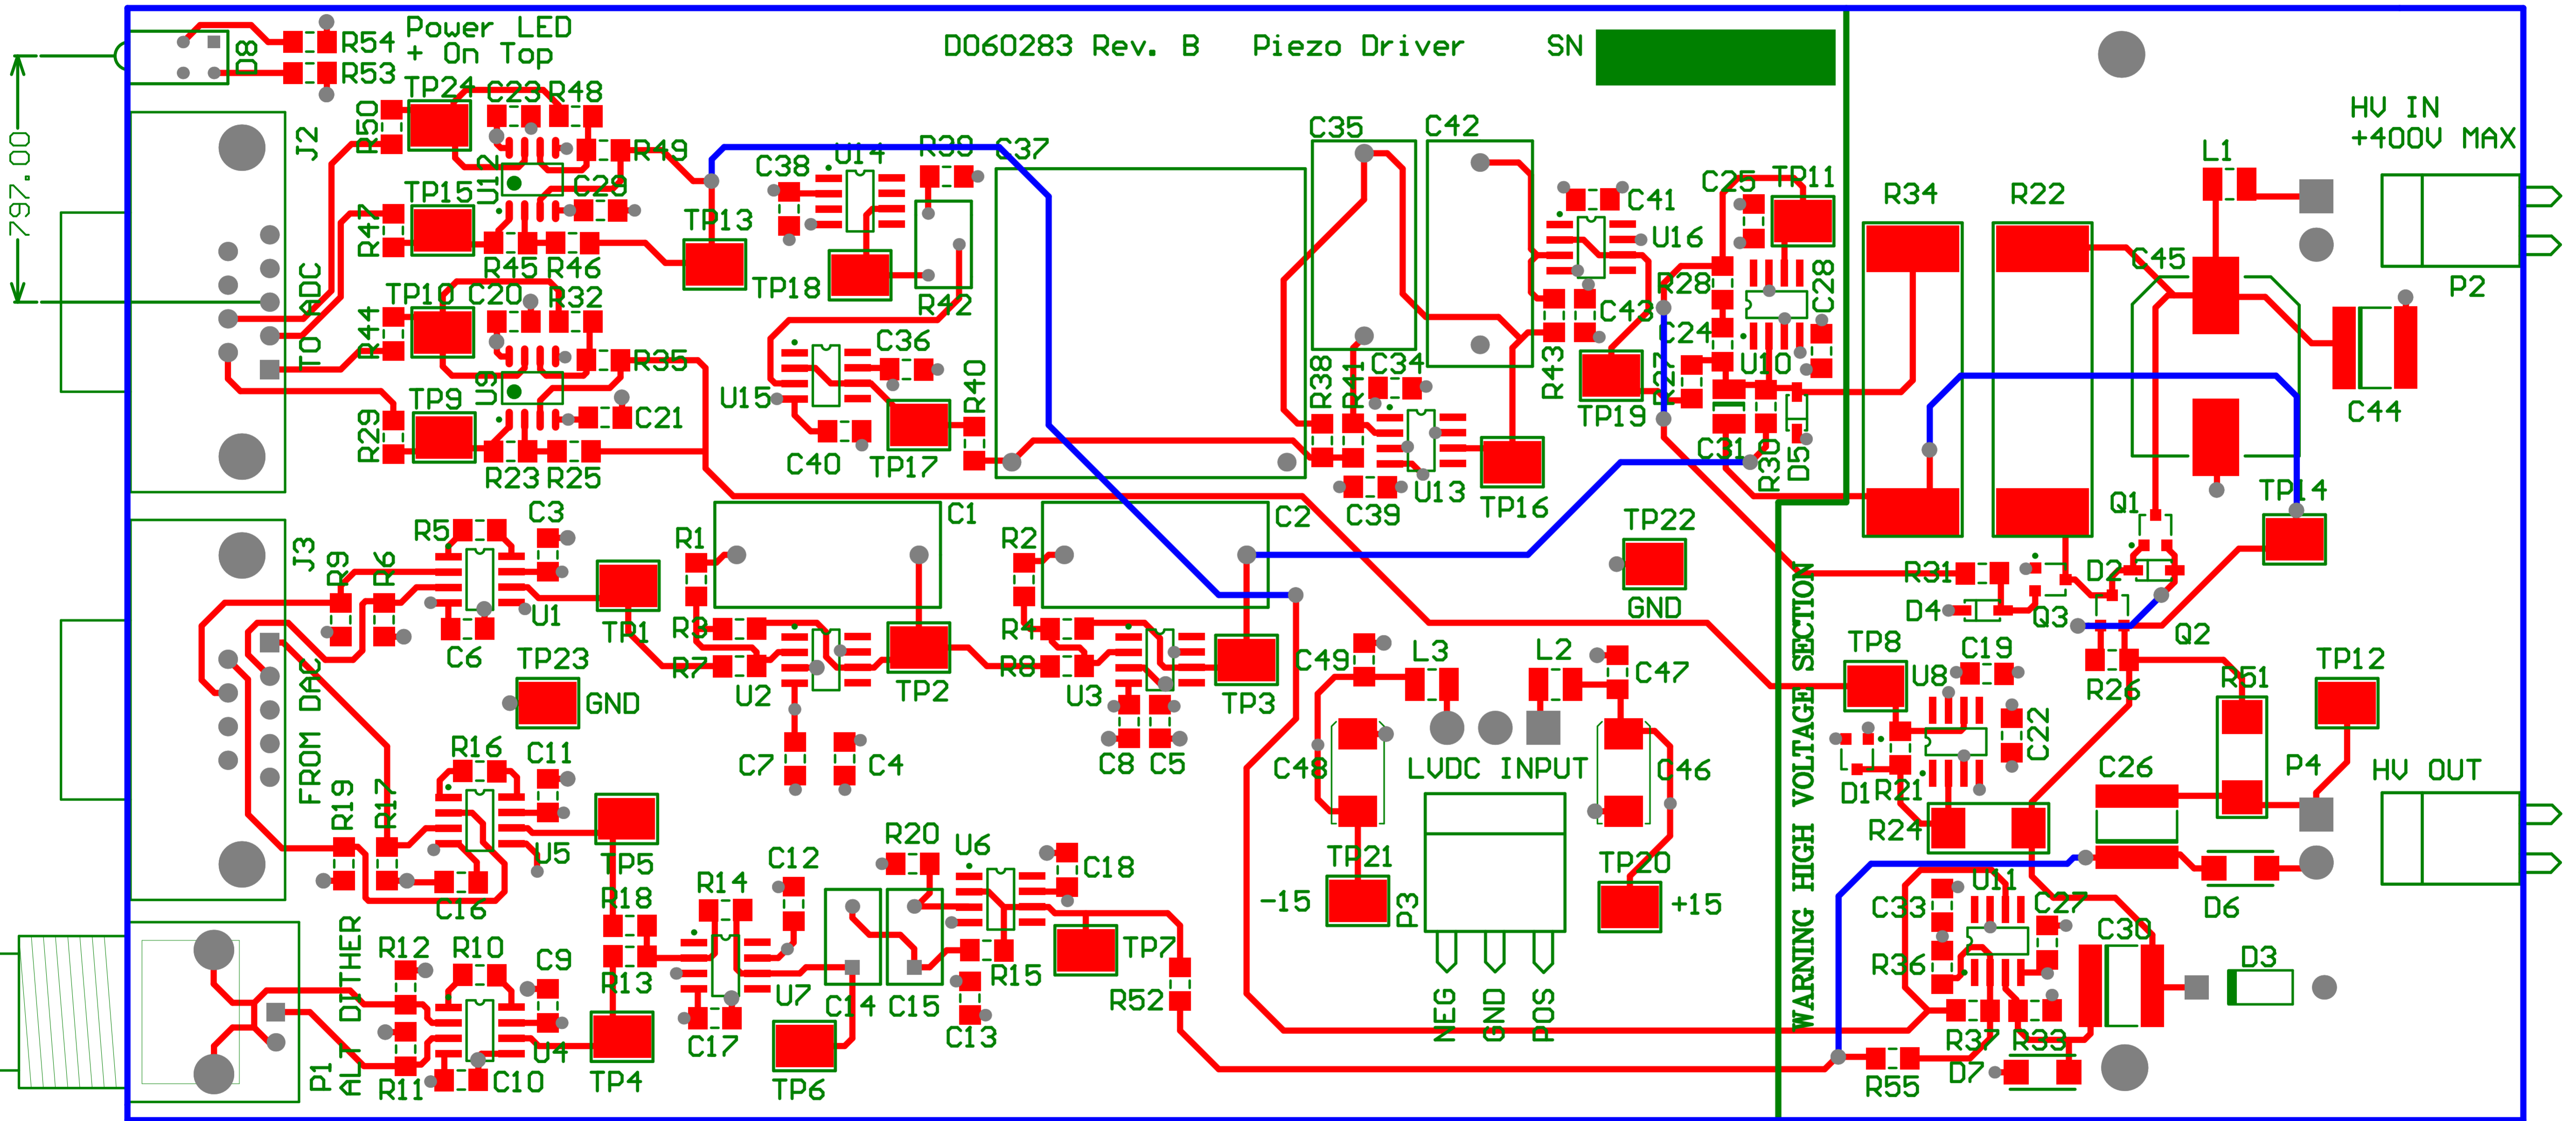 Power LED
+ On Top
D060283 Rev. B Piezo Driver SN
R54
R53
D8
TP24
C23
R48
R50
J2
R49
U12
TP15
C29
R47
R45
R46
TP13
TO ADC
TP10
C20
R32
R44
R35
U9
TP9
C21
R29
R23
R25
797.00
C38
U14
R39
C37
TP18
R42
C36
U15
R40
C40
TP17
C35
C42
C41
U16
R38
R41
C34
C43
R43
TP19
U13
TP16
C39
C25
TP11
R28
C28
C24
U10
R27
C31
R30
D5
R34
R22
L1
HV IN
+400V MAX
C45
P2
C44
TP14
Q1
R5
C3
J3
R9
R6
U1
TP1
C6
TP23
GND
FROM DAC
R16
C11
R19
R17
U5
TP5
C16
R1
C1
R3
R7
U2
TP2
C7
C4
R2
C2
R4
R8
U3
TP3
C8
C5
TP22
GND
C49
L3
L2
C47
C48
LVDC INPUT
C46
TP21
-15
P3
TP20
+15
NEG
GND
POS
WARNING HIGH VOLTAGE SECTION
R31
D2
D4
Q3
Q2
TP8
U8
C19
R26
R51
TP12
C22
D1
R21
C26
P4
HV OUT
R24
D6
U11
C33
C27
C30
R36
D3
R37
R33
D7
R55
R18
R13
R14
C12
R20
U6
C18
U7
C14
C15
R15
TP7
R52
C17
C13
TP6
ALT DITHER
P1
R12
R10
C9
R11
U4
C10
TP4